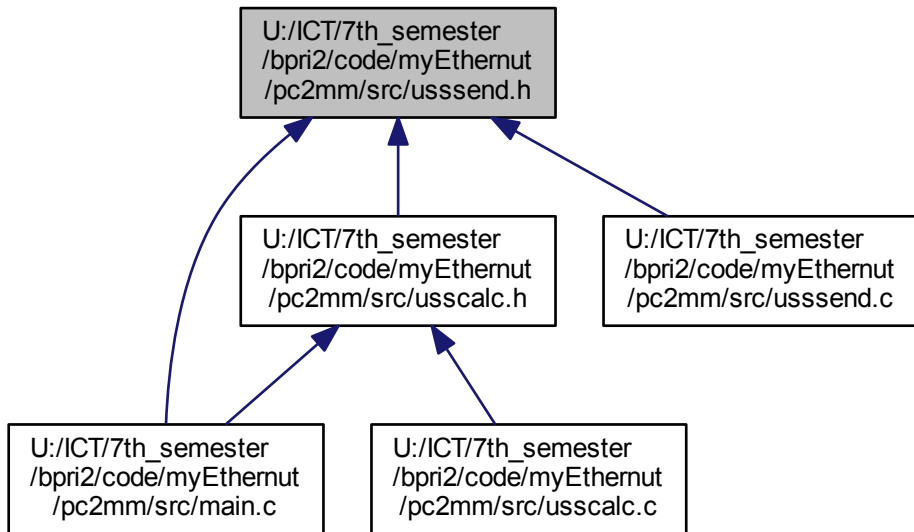 U:/ICT/7th_semester
/bpri2/code/myEthernut
/pc2mm/src/usssend.h
U:/ICT/7th_semester
/bpri2/code/myEthernut
/pc2mm/src/usscalc.h
U:/ICT/7th_semester
/bpri2/code/myEthernut
/pc2mm/src/usssend.c
U:/ICT/7th_semester
/bpri2/code/myEthernut
/pc2mm/src/main.c
U:/ICT/7th_semester
/bpri2/code/myEthernut
/pc2mm/src/usscalc.c